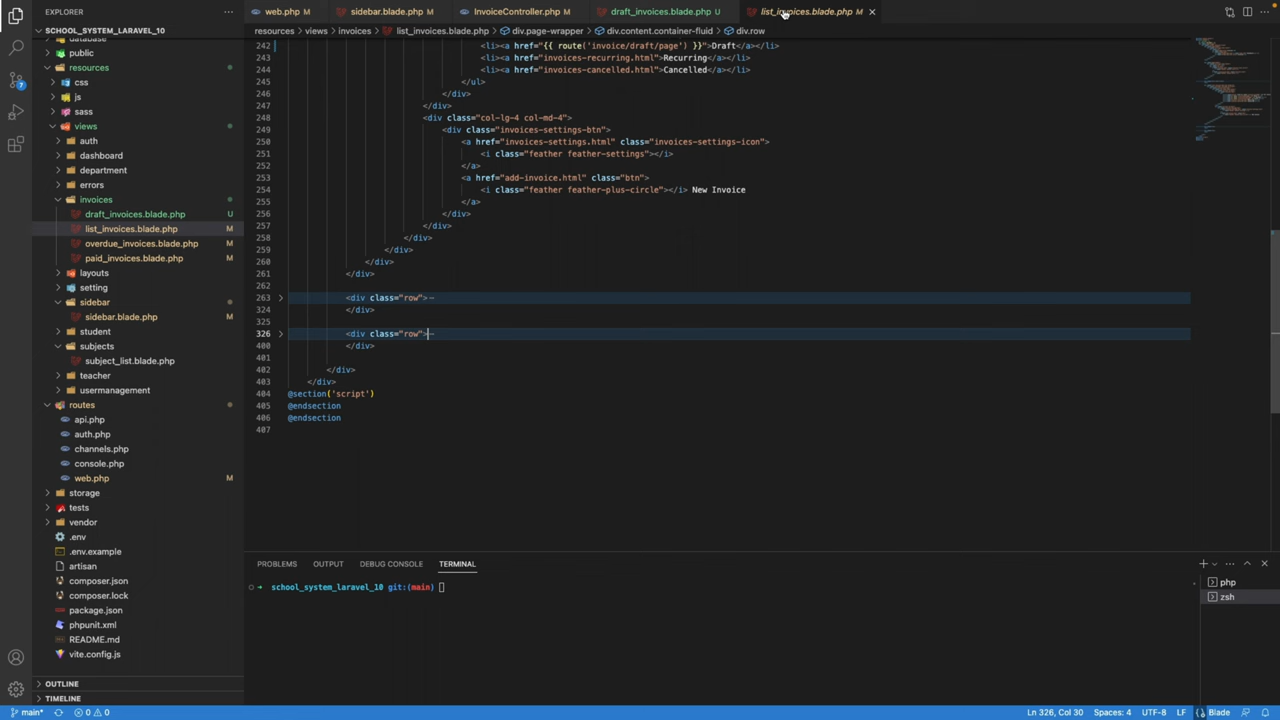 EXPLORER
SCHOOL_SYSTEM_LARAVEL_10
public
resources
css
js
sass
views
auth
dashboard
department
errors
invoices
draft_invoices.blade.php U
list_invoices.blade.php M
overdue_invoices.blade.php M
paid_invoices.blade.php M
layouts
setting
sidebar
sidebar.blade.php M
student
subjects
subject_list.blade.php
teacher
usermanagement
routes
api.php
auth.php
channels.php
console.php
web.php M
storage
tests
vendor
.env
.env.example
artisan
composer.json
composer.lock
package.json
phpunit.xml
README.md
vite.config.js
OUTLINE
TIMELINE
7
web.php M
sidebar.blade.php M
InvoiceController.php M
draft_invoices.blade.php U
list_invoices.blade.php M
resources > views > invoices > list_invoices.blade.php > div.page-wrapper > div.content.container-fluid > div.row
242 <li><a href="{{ route('invoice/draft/page') }}">Draft</a></li>
243 <li><a href="invoices-recurring.html">Recurring</a></li>
244 <li><a href="invoices-cancelled.html">Cancelled</a></li>
245 </ul>
246 </div>
247 </div>
248 <div class="col-lg-4 col-md-4">
249 <div class="invoices-settings-btn">
250 <a href="invoices-settings.html" class="invoices-settings-icon">
251 <i class="feather feather-settings"></i>
252 </a>
253 <a href="add-invoice.html" class="btn">
254 <i class="feather feather-plus-circle"></i> New Invoice
255 </a>
256 </div>
257 </div>
258 </div>
259 </div>
260 </div>
261 </div>
262
263 <div class="row">
324 </div>
325
326 <div class="row">
400 </div>
401
402 </div>
403 </div>
404 @section('script')
405 @endsection
406 @endsection
407
PROBLEMS OUTPUT DEBUG CONSOLE TERMINAL
school_system_laravel_10 git:(main)
php
zsh
main* 0 0 Ln 326, Col 30 Spaces: 4 UTF-8 LF Blade